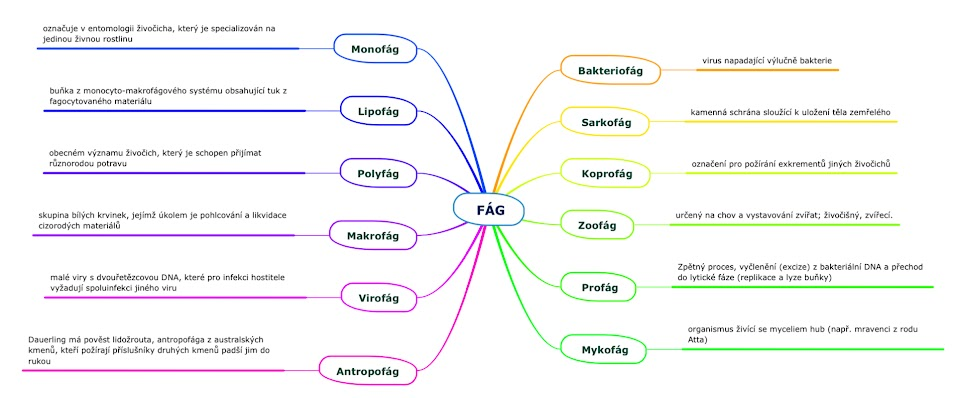 označuje v entomologii živočicha, který je specializován na
jedinou živnou rostlinu
Monofág
buňka z monocyto-makrofágového systému obsahující tuk z
fagocytovaného materiálu
Lipofág
obecném významu živočich, který je schopen přijímat
různorodou potravu
Polyfág
skupina bílých krvinek, jejímž úkolem je pohlcování a likvidace
cizorodých materiálů
Makrofág
malé viry s dvouřetězcovou DNA, které pro infekci hostitele
vyžadují spoluinfekci jiného viru
Virofág
Dauerling má pověst lidožrouta, antropofága z australských
kmenů, kteří požírají příslušníky druhých kmenů padší jim do
rukou
Antropofág
FÁG
Bakteriofág
virus napadající výlučně bakterie
Sarkofág
kamenná schrána sloužící k uložení těla zemřelého
Koprofág
označení pro požírání exkrementů jiných živočichů
Zoofág
určený na chov a vystavování zvířat; živočišný, zvířecí.
Profág
Zpětný proces, vyčlenění (excize) z bakteriální DNA a přechod
do lytické fáze (replikace a lyze buňky)
Mykofág
organismus živící se myceliem hub (např. mravenci z rodu
Atta)